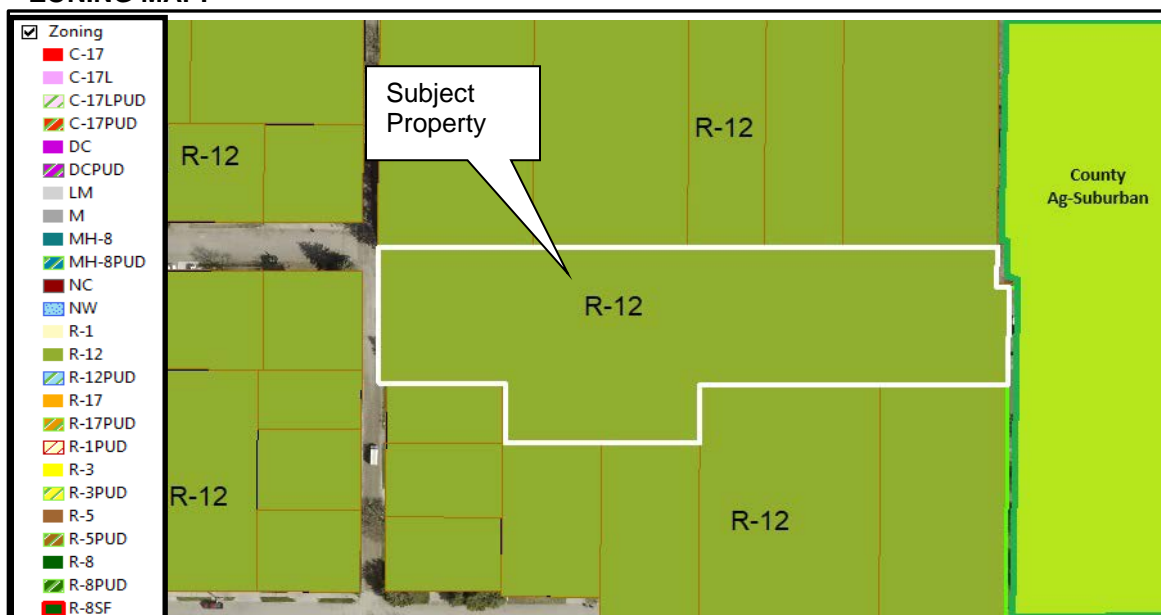 Zoning
C-17
C-17L
C-17LPUD
C-17PUD
DC
DCPUD
LM
M
MH-8
MH-8PUD
NC
NW
R-1
R-12
R-12PUD
R-17
R-17PUD
R-1PUD
R-3
R-3PUD
R-5
R-5PUD
R-8
R-8PUD
R-8SF
Subject
Property
R-12
R-12
County
Ag-Suburban
R-12
R-12
R-12